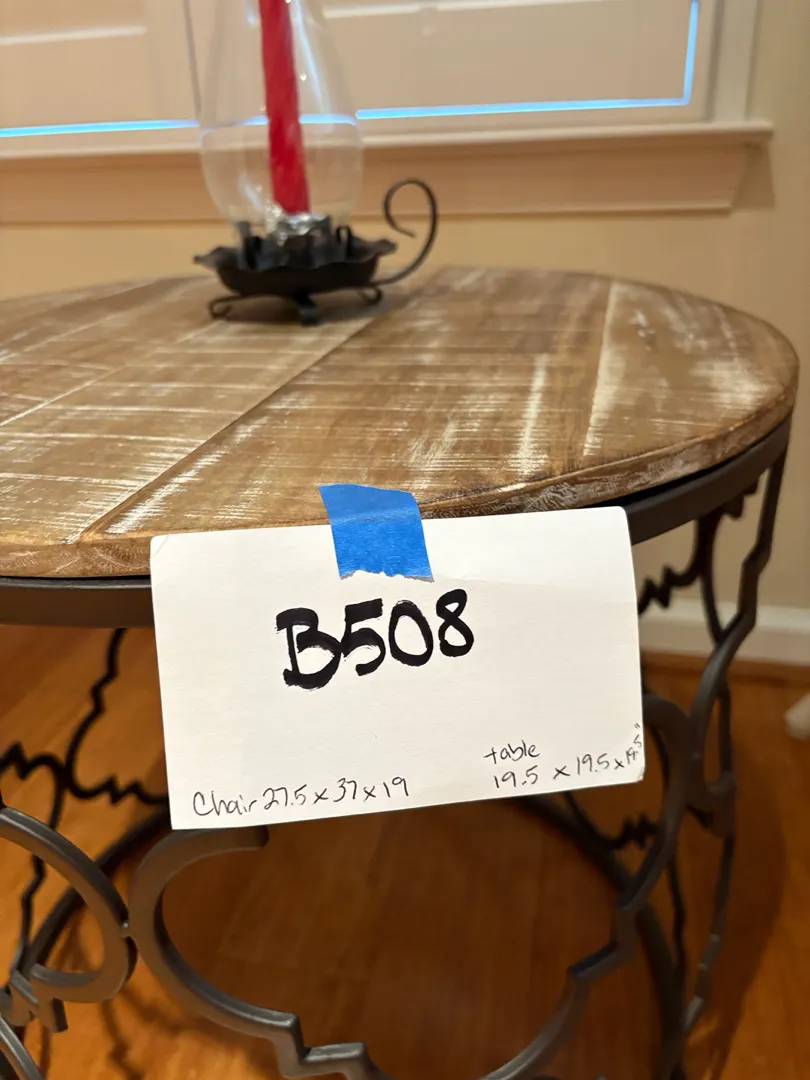 B508
table
Chair 27.5 x 37 x 19
19.5 x 19.5 x 19.5"